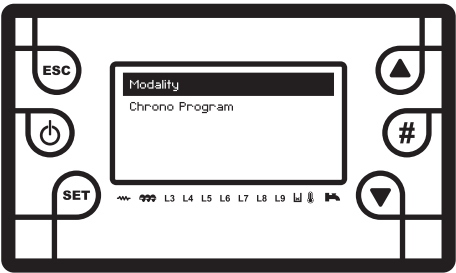 ESC
Modality
Chrono Program
#
SET
L3 L4 L5 L6 L7 L8 L9